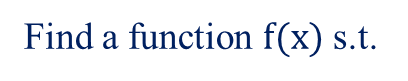 Find a function f(x) s.t.